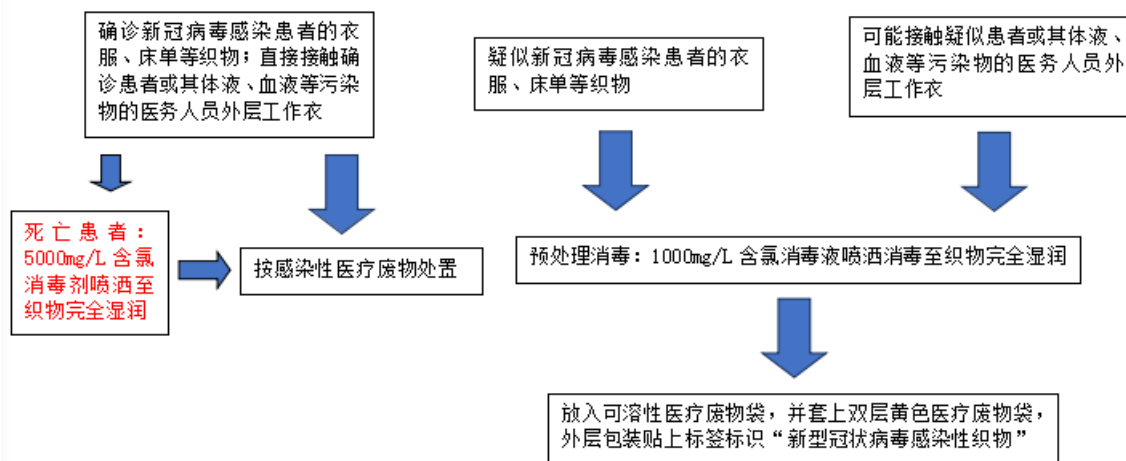 确诊新冠病毒感染患者的衣
服、床单等织物；直接接触确
诊患者或其体液、血液等污染
物的医务人员外层工作衣
疑似新冠病毒感染患者的衣
服、床单等织物
可能接触疑似患者或其体液、
血液等污染物的医务人员外
层工作衣
死亡患者：
5000mg/L 含氯
消毒剂喷洒至
织物完全湿润
按感染性医疗废物处置
预处理消毒：1000mg/L 含氯消毒液喷洒消毒至织物完全湿润
放入可溶性医疗废物袋，并套上双层黄色医疗废物袋，
外层包装贴上标签标识“新型冠状病毒感染性织物”